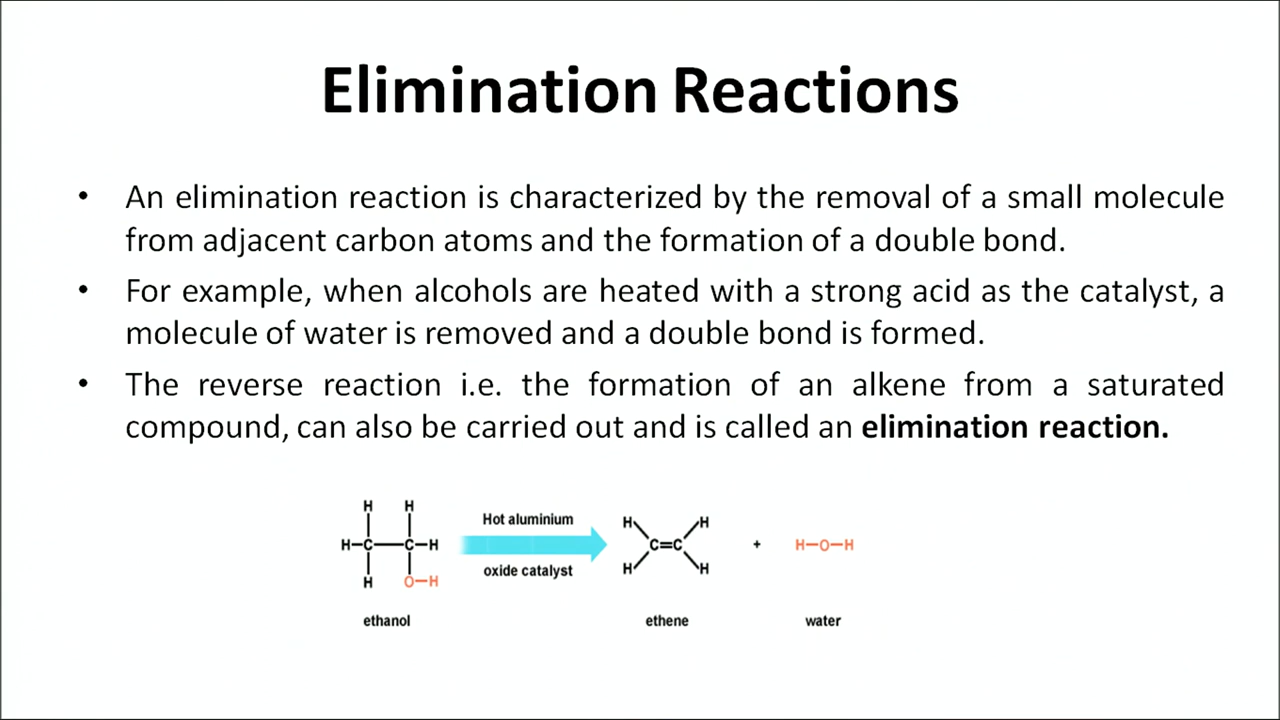 Elimination Reactions
• An elimination reaction is characterized by the removal of a small molecule
from adjacent carbon atoms and the formation of a double bond.
• For example, when alcohols are heated with a strong acid as the catalyst, a
molecule of water is removed and a double bond is formed.
• The reverse reaction i.e. the formation of an alkene from a saturated
compound, can also be carried out and is called an elimination reaction.
H H
Hot aluminium
H H
H—C—C—H
C=C
+
H—O—H
oxide catalyst
H H
H O—H
ethanol ethene water